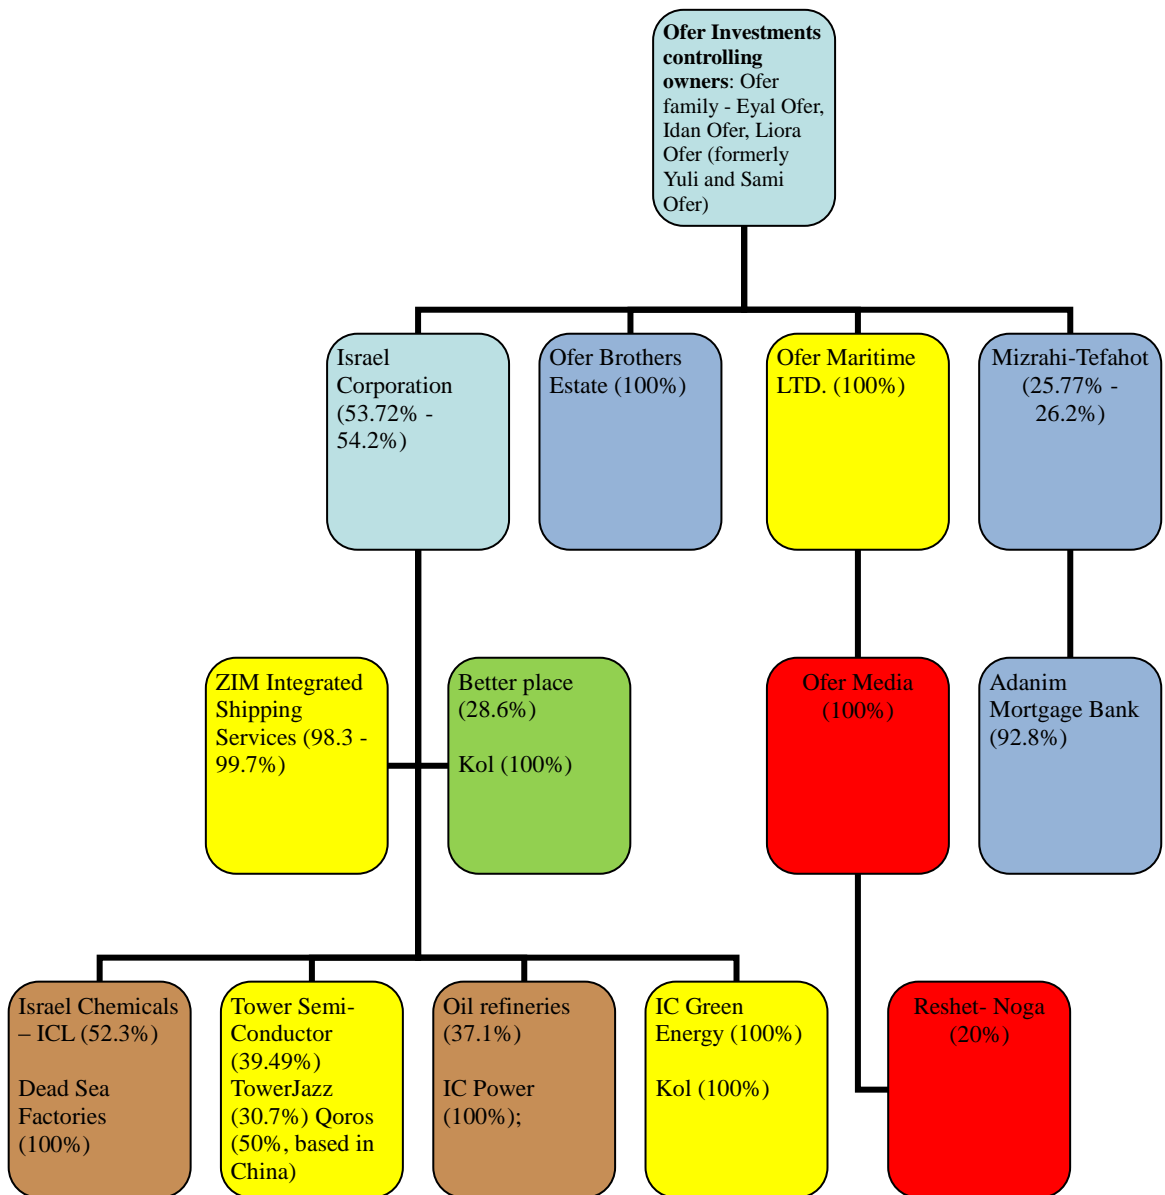 Ofer Investments
controlling
owners: Ofer
family - Eyal Ofer,
Idan Ofer, Liora
Ofer (formerly
Yuli and Sami
Ofer)
Israel
Corporation
(53.72% -
54.2%)
Ofer Brothers
Estate (100%)
Ofer Maritime
LTD. (100%)
Mizrahi-Tefahot
(25.77% -
26.2%)
ZIM Integrated
Shipping
Services (98.3 -
99.7%)
Better place
(28.6%)
Kol (100%)
Ofer Media
(100%)
Adanim
Mortgage Bank
(92.8%)
Israel Chemicals
– ICL (52.3%)
Dead Sea
Factories
(100%)
Tower Semi-
Conductor
(39.49%)
TowerJazz
(30.7%) Qoros
(50%, based in
China)
Oil refineries
(37.1%)
IC Power
(100%);
IC Green
Energy (100%)
Kol (100%)
Reshet- Noga
(20%)